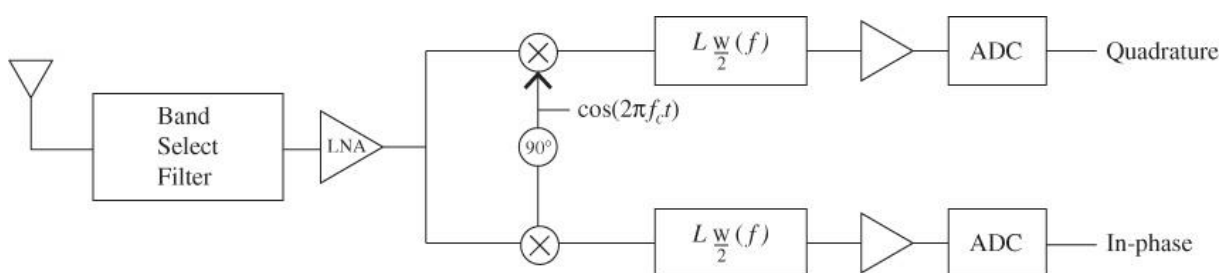 L W/2 (f)
ADC
Quadrature
Band
Select
Filter
LNA
cos(2πf_c t)
90°
L W/2 (f)
ADC
In-phase